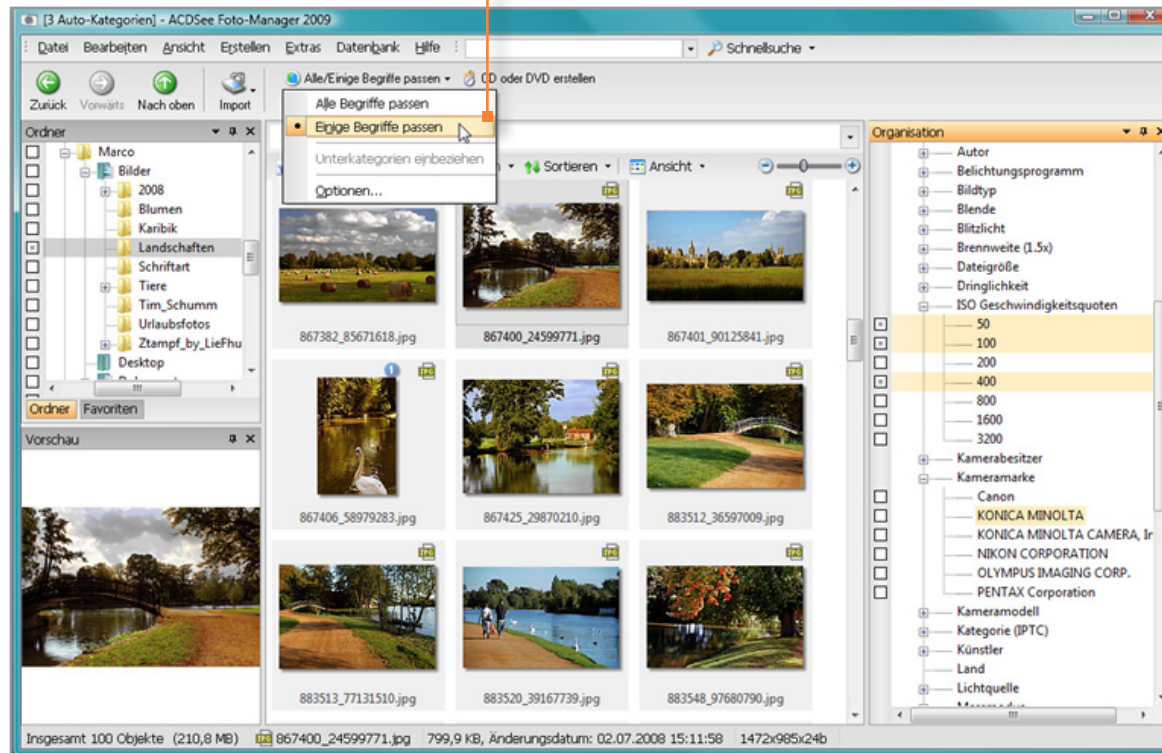 [3 Auto-Kategorien] - ACDSee Foto-Manager 2009
Datei Bearbeiten Ansicht Erstellen Extras Datenbank Hilfe Schnellsuche
Alle/Einige Begriffe passen CD oder DVD erstellen
Zurück Vorwärts Nach oben Import
Alle Begriffe passen
Einige Begriffe passen
Unterkategorien einbeziehen
Optionen...
Sortieren Ansicht
Ordner
Marco
Bilder
2008
Blumen
Karibik
Landschaften
Schriftart
Tiere
Tim_Schumm
Urlaubsfotos
Ztampf_by_LieFhu
Desktop
Ordner Favoriten
Vorschau
867382_85671618.jpg 867400_24599771.jpg 867401_90125841.jpg
867406_58979283.jpg 867425_29870210.jpg 883512_36597009.jpg
883513_77131510.jpg 883520_39167739.jpg 883548_97680790.jpg
Organisation
Autor
Belichtungsprogramm
Bildtyp
Blende
Blitzlicht
Brennweite (1.5x)
Dateigröße
Dringlichkeit
ISO Geschwindigkeitsquoten
50
100
200
400
800
1600
3200
Kamerabesitzer
Kameramarke
Canon
KONICA MINOLTA
KONICA MINOLTA CAMERA, Ir
NIKON CORPORATION
OLYMPUS IMAGING CORP.
PENTAX Corporation
Kameramodell
Kategorie (IPTC)
Künstler
Land
Lichtquelle
Insgesamt 100 Objekte (210,8 MB) 867400_24599771.jpg 799,9 KB, Änderungsdatum: 02.07.2008 15:11:58 1472x985x24b